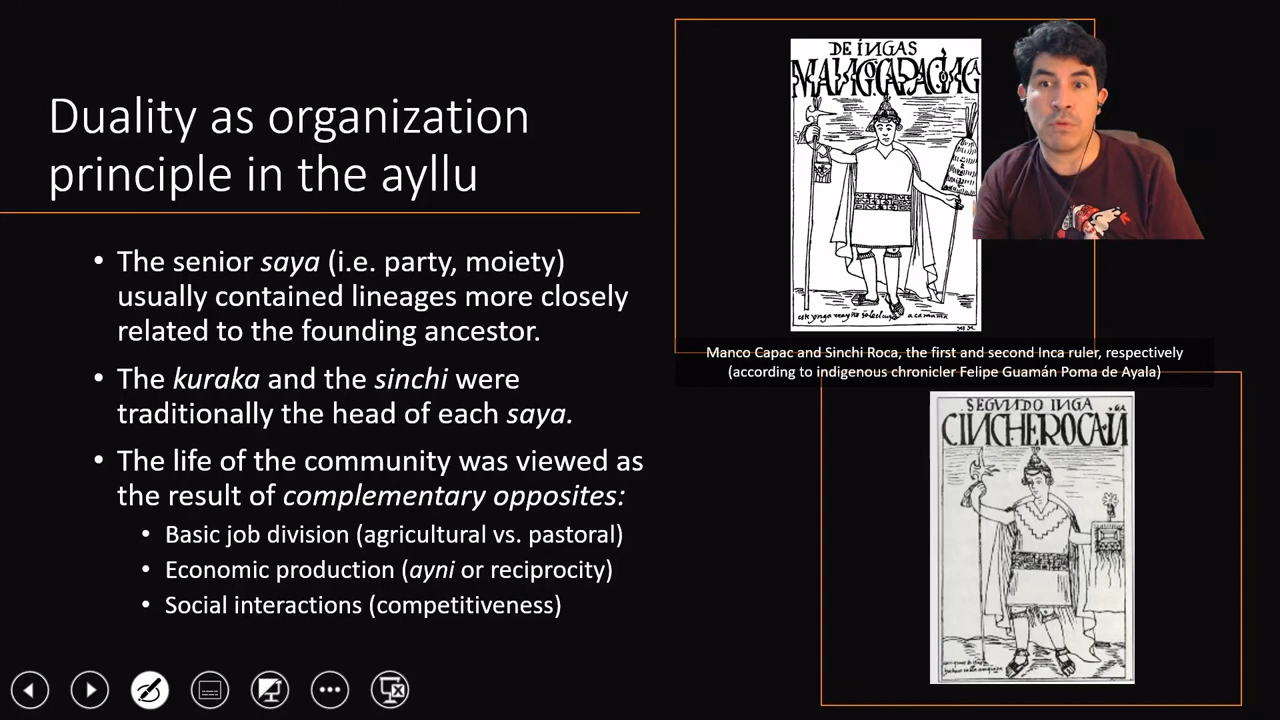 Duality as organization
principle in the ayllu
• The senior saya (i.e. party, moiety)
usually contained lineages more closely
related to the founding ancestor.
• The kuraka and the sinchi were
traditionally the head of each saya.
• The life of the community was viewed as
the result of complementary opposites:
• Basic job division (agricultural vs. pastoral)
• Economic production (ayni or reciprocity)
• Social interactions (competitiveness)
DE ÍNGAS
MANGOCAPACÍNG
Manco Capac and Sinchi Roca, the first and second Inca ruler, respectively
(according to indigenous chronicler Felipe Guamán Poma de Ayala)
SEGVNDO INGA
CINCHEROCA